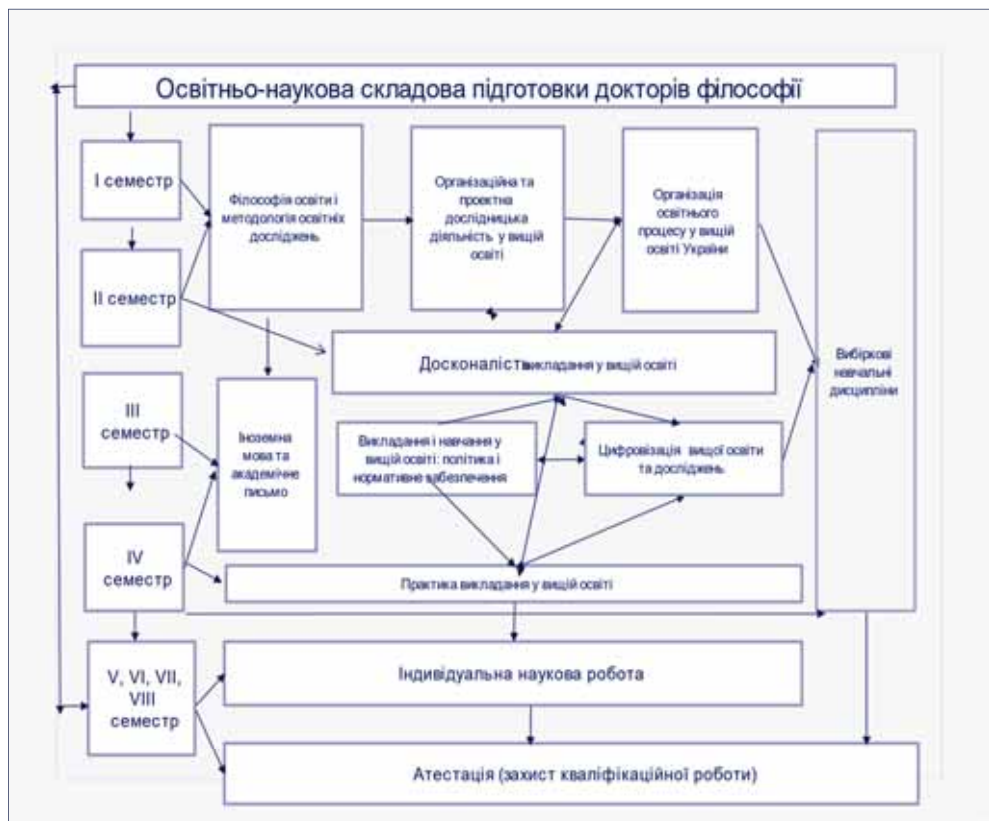 Освітньо-наукова складова підготовки докторів філософії
І семестр
Філософія освіти і
методологія освітніх
досліджень
Організаційна та
проектна
дослідницька
діяльність у вищій
освіті
Організація
освітнього
процесу у вищій
освіті України
ІІ семестр
Досконалість викладання у вищій освіті
Вибіркові
навчальні
дисципліни
ІІІ
семестр
Іноземна
мова та
академічне
письмо
Викладання і навчання у
вищій освіті: політика і
нормативне забезпечення
Цифровізація вищої освіти
та досліджень
IV
семестр
Практика викладання у вищій освіті
V, VI, VII,
VIII
семестр
Індивідуальна наукова робота
Атестація (захист кваліфікаційної роботи)